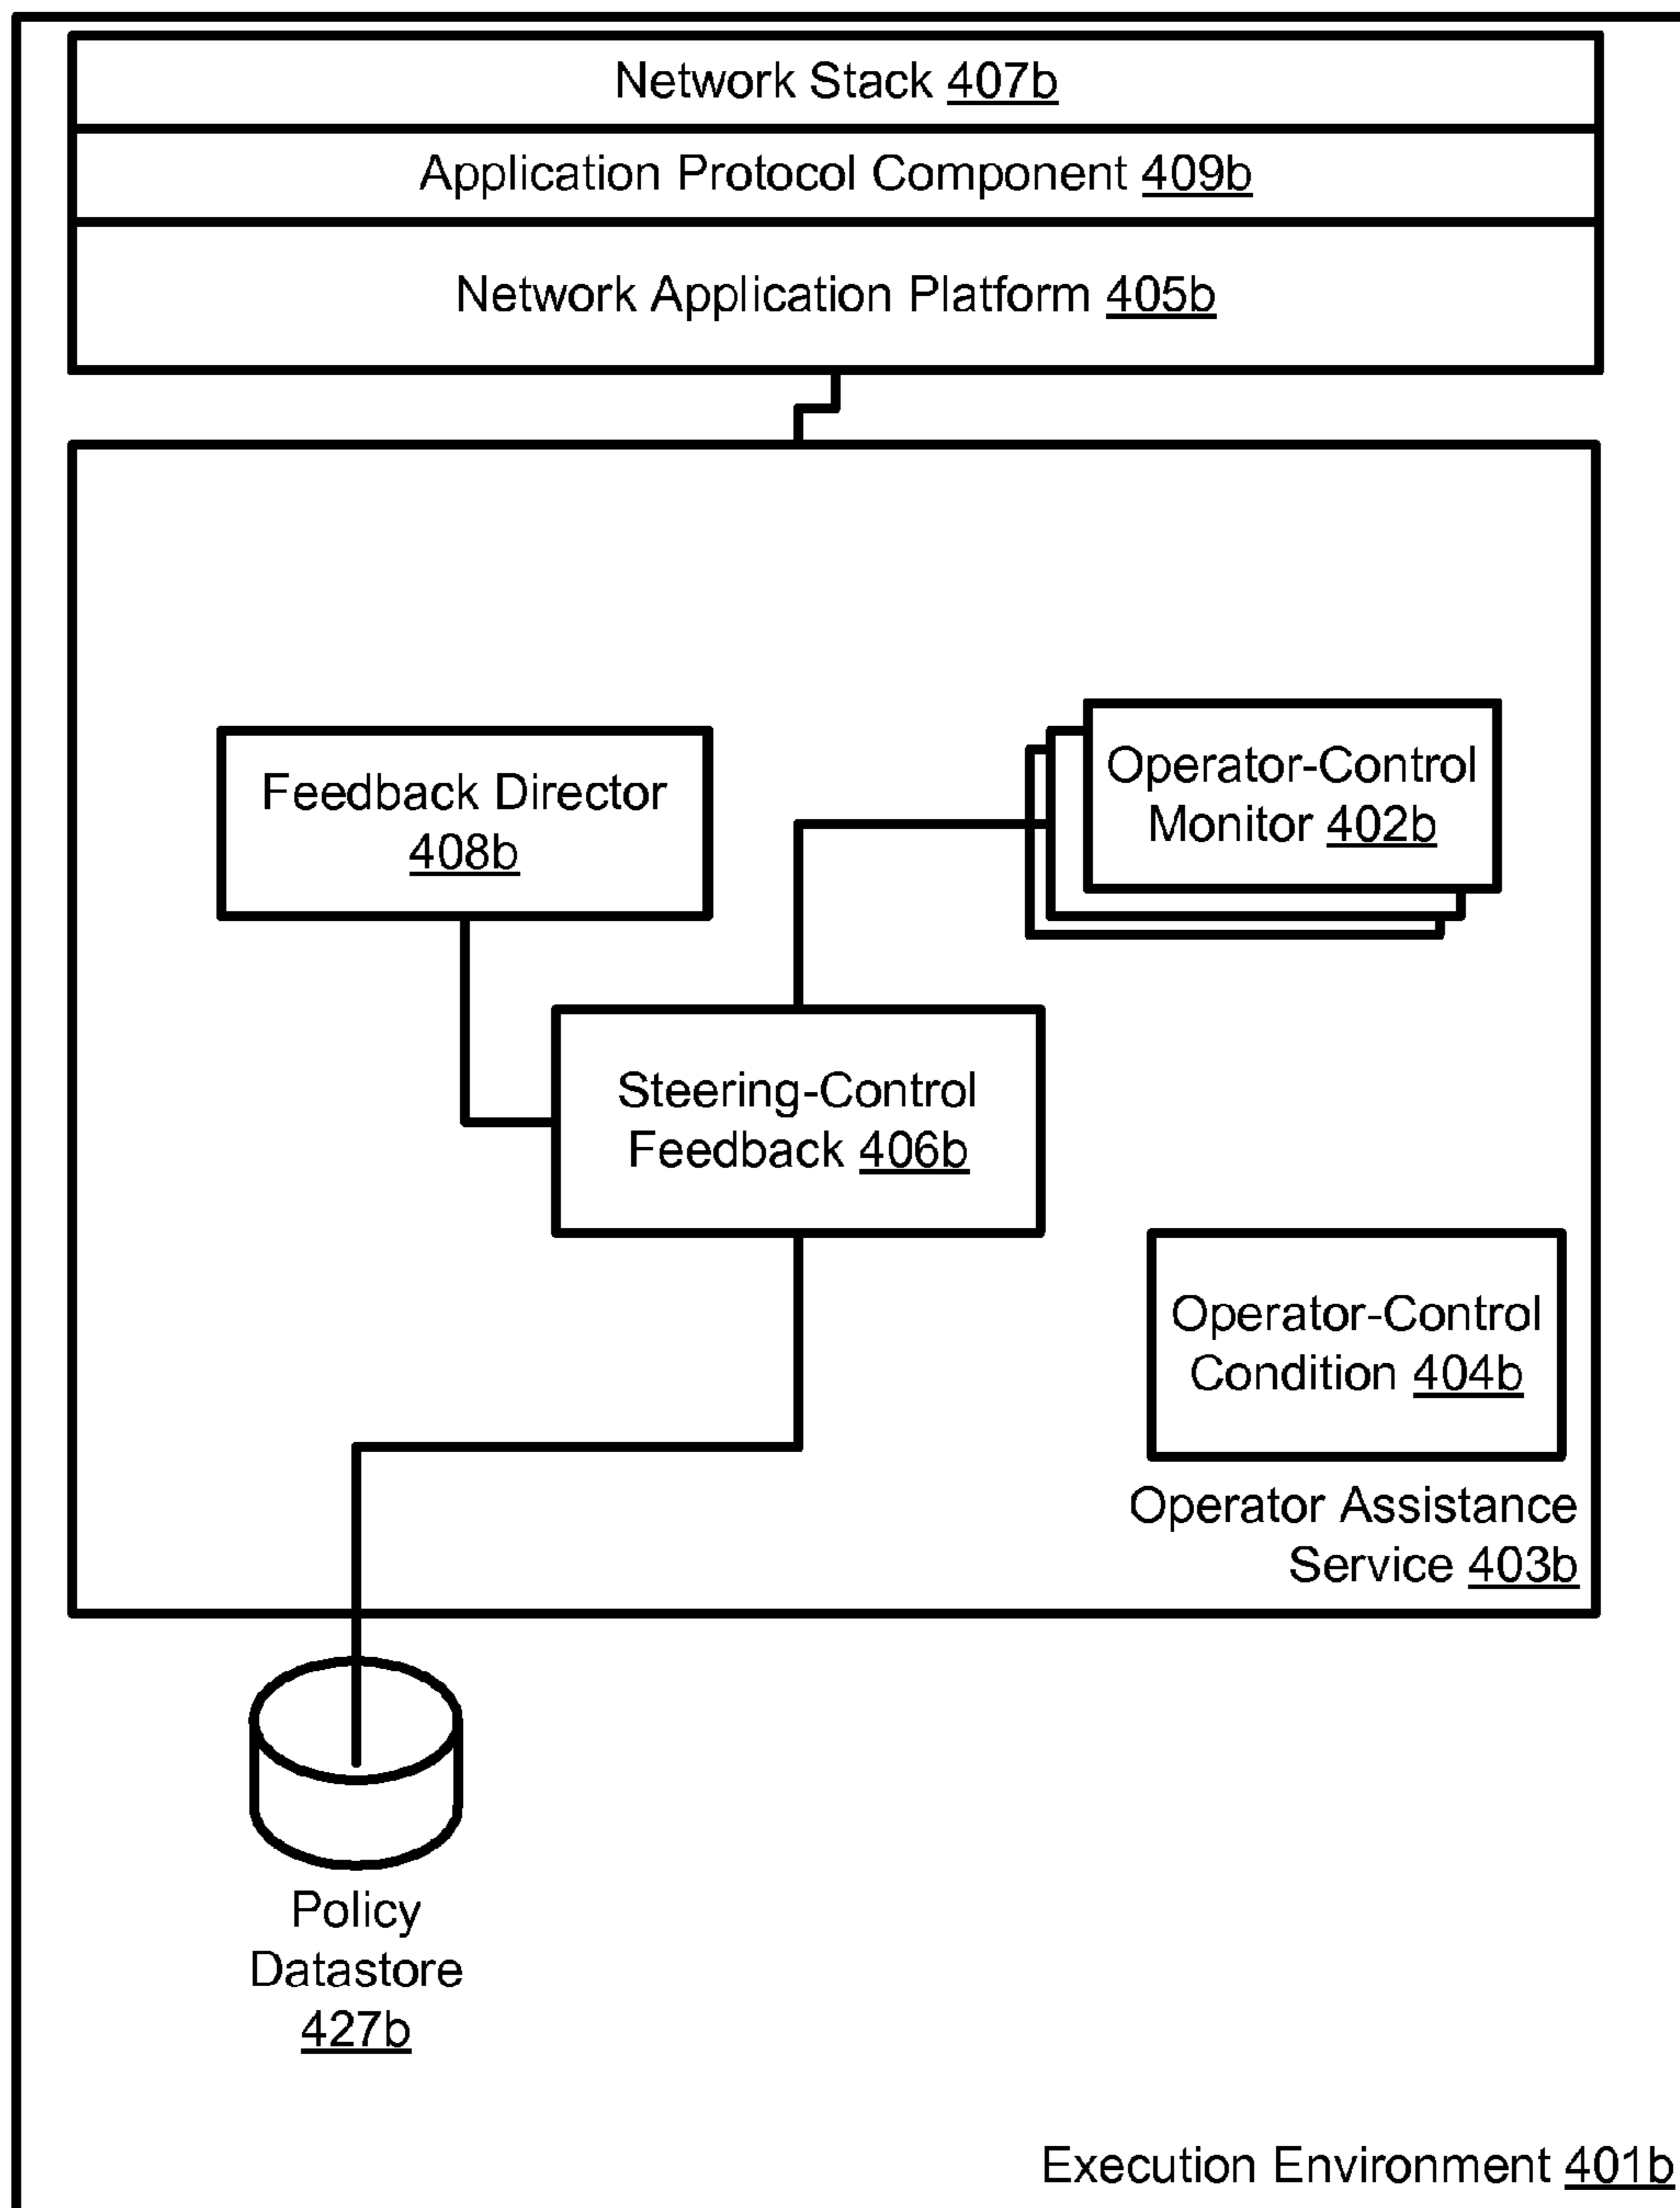 Network Stack 407b
Application Protocol Component 409b
Network Application Platform 405b
Operator-Control
Monitor 402b
Feedback Director
408b
Steering-Control
Feedback 406b
Operator-Control
Condition 404b
Operator Assistance
Service 403b
Policy
Datastore
427b
Execution Environment 401b